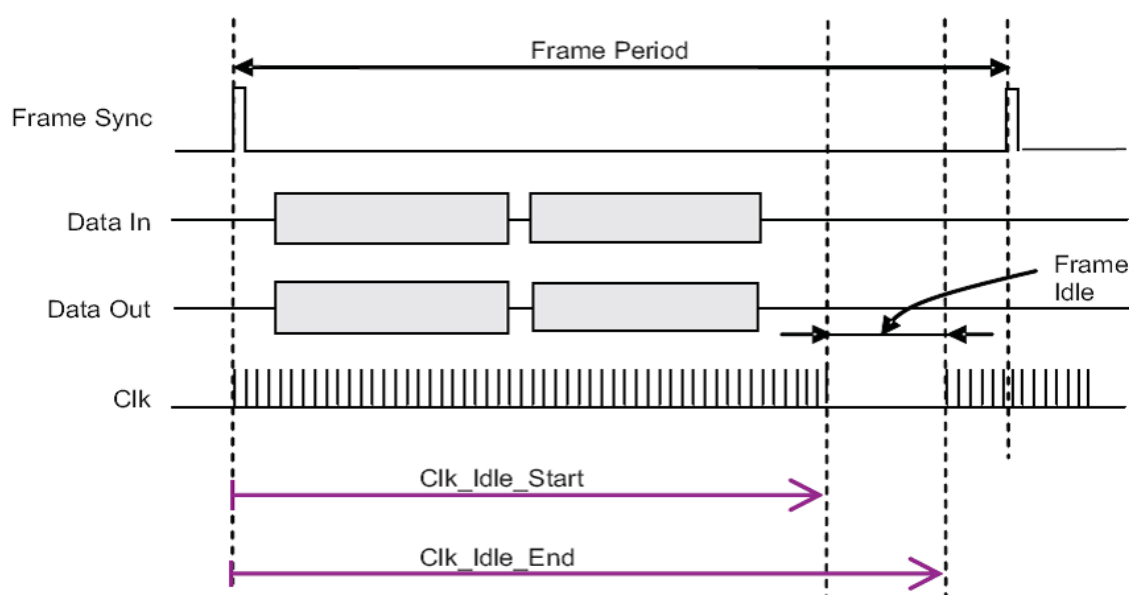 Frame Period
Frame Sync
Data In
Data Out
Frame
Idle
Clk
Clk_Idle_Start
Clk_Idle_End